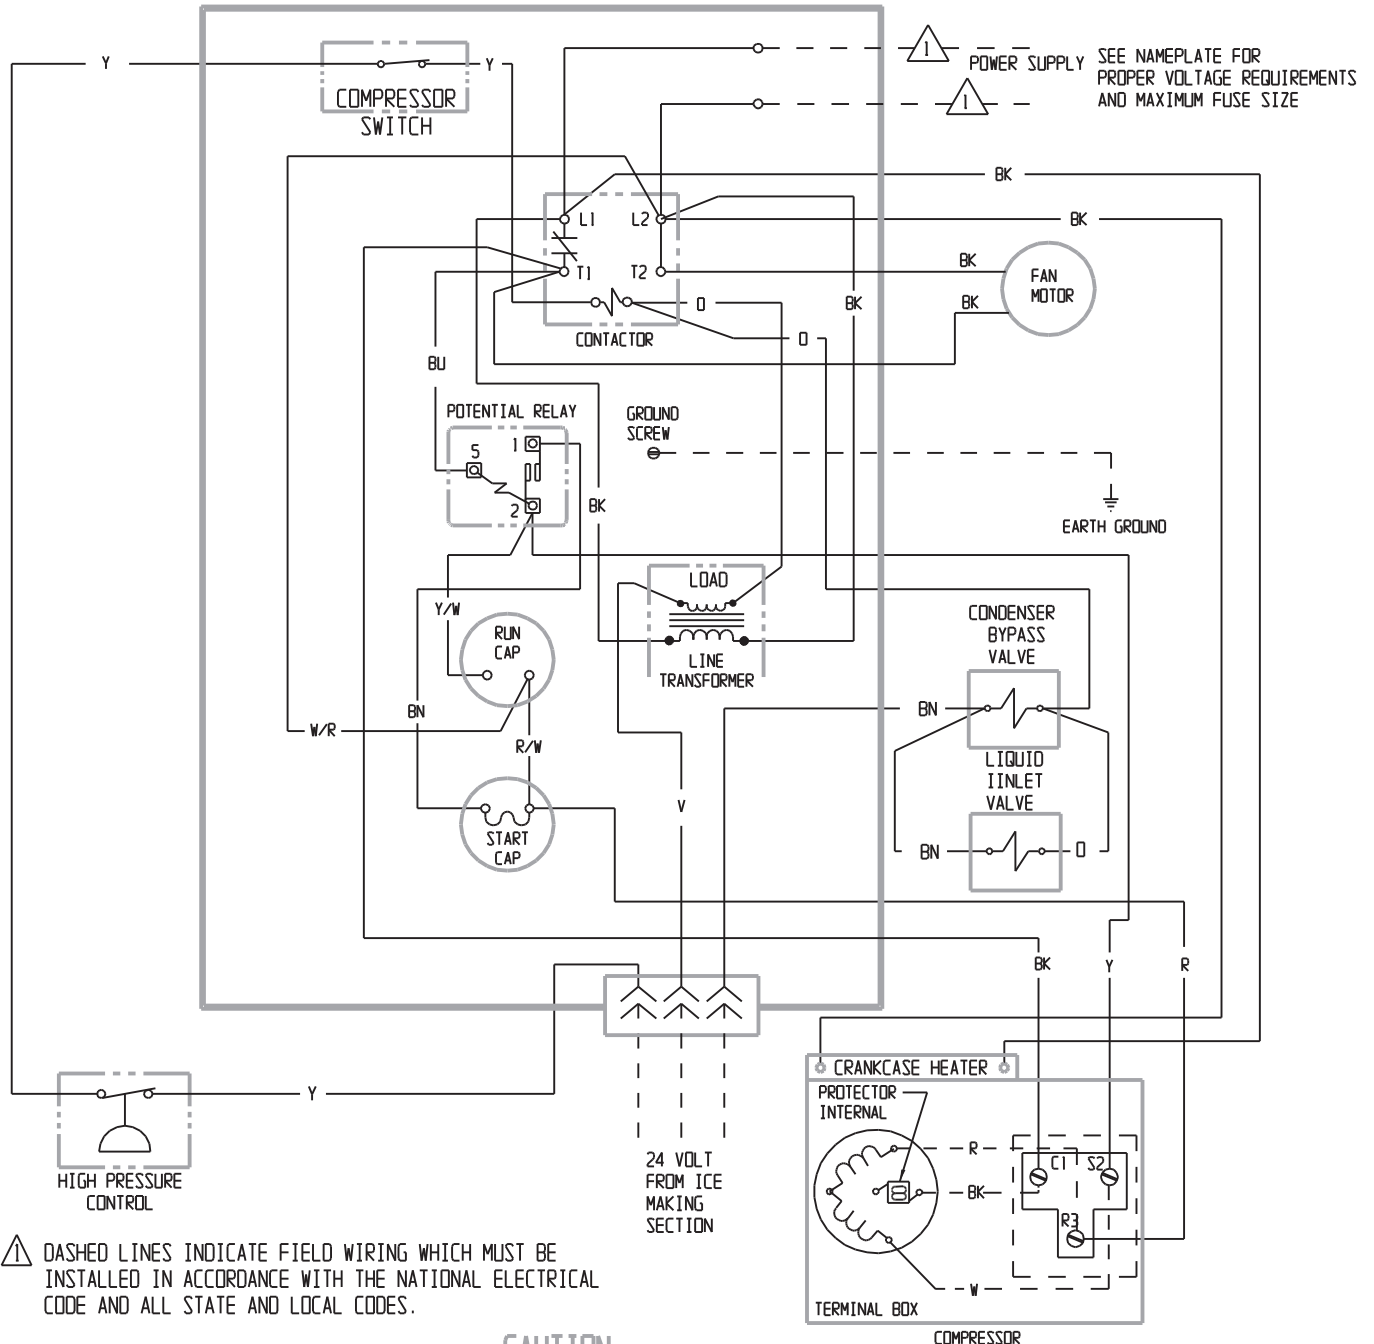 Y
COMPRESSOR
SWITCH
Y
1
POWER SUPPLY
1
SEE NAMEPLATE FOR
PROPER VOLTAGE REQUIREMENTS
AND MAXIMUM FUSE SIZE
BK
L1
L2
BK
T1
T2
BK
FAN
MOTOR
BK
O
BK
CONTACTOR
O
BU
POTENTIAL RELAY
GROUND
SCREW
5
1
2
BK
EARTH GROUND
LOAD
Y/W
RUN
CAP
LINE
TRANSFORMER
CONDENSER
BYPASS
VALVE
BN
W/R
R/W
BN
LIQUID
IINLET
VALVE
V
START
CAP
BN
O
BK
Y
R
CRANKCASE HEATER
PROTECTOR
INTERNAL
Y
HIGH PRESSURE
CONTROL
24 VOLT
FROM ICE
MAKING
SECTION
R
BK
C1
S2
R3
W
TERMINAL BOX
COMPRESSOR
1
DASHED LINES INDICATE FIELD WIRING WHICH MUST BE
INSTALLED IN ACCORDANCE WITH THE NATIONAL ELECTRICAL
CODE AND ALL STATE AND LOCAL CODES.
CAUTION